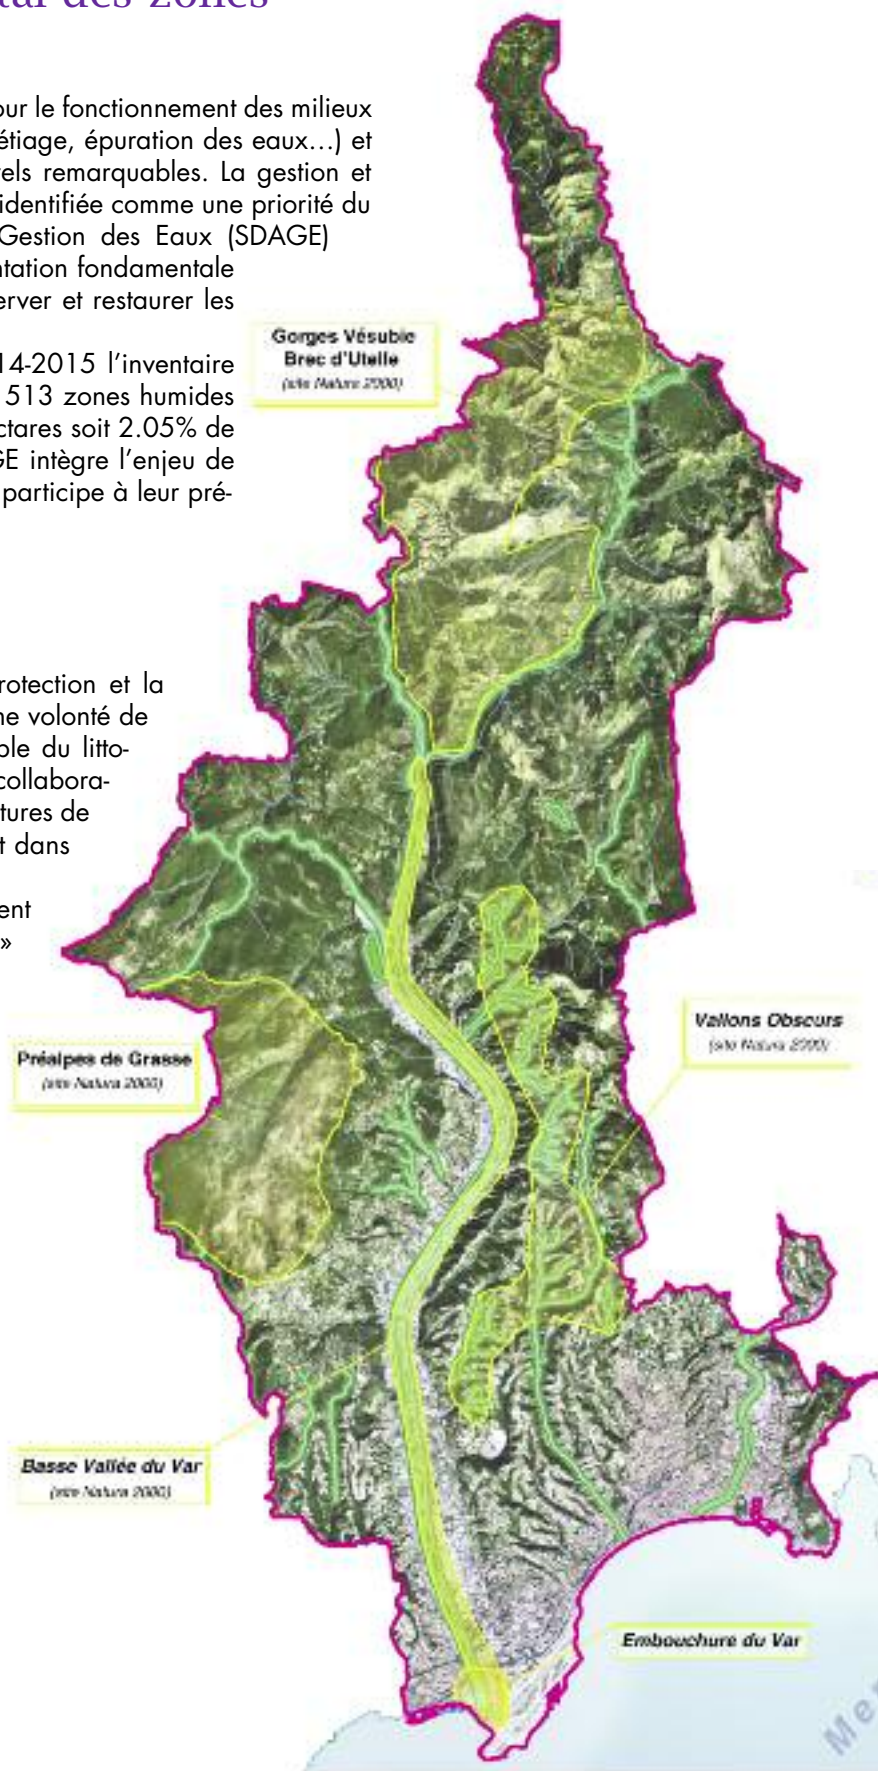 tal des zones
our le fonctionnement des milieux
étiage, épuration des eaux...) et
els remarquables. La gestion et
identifiée comme une priorité du
Gestion des Eaux (SDAGE)
ntation fondamentale
erver et restaurer les
14-2015 l’inventaire
513 zones humides
ctares soit 2.05% de
GE intègre l’enjeu de
participe à leur pré-
rotection et la
ne volonté de
ble du litto-
collabora-
tures de
t dans
ent
»
Gorges Vésubie
Brec d'Utelle
(site Natura 2000)
Vallons Obscurs
(site Natura 2000)
Préalpes de Grasse
(site Natura 2000)
Basse Vallée du Var
(site Natura 2000)
Embouchure du Var
Mer